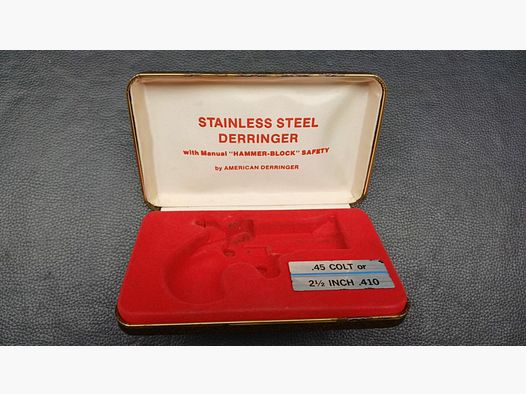 STAINLESS STEEL
DERRINGER
with Manual "HAMMER-BLOCK" SAFETY
by AMERICAN DERRINGER
.45 COLT or
2½ INCH .410